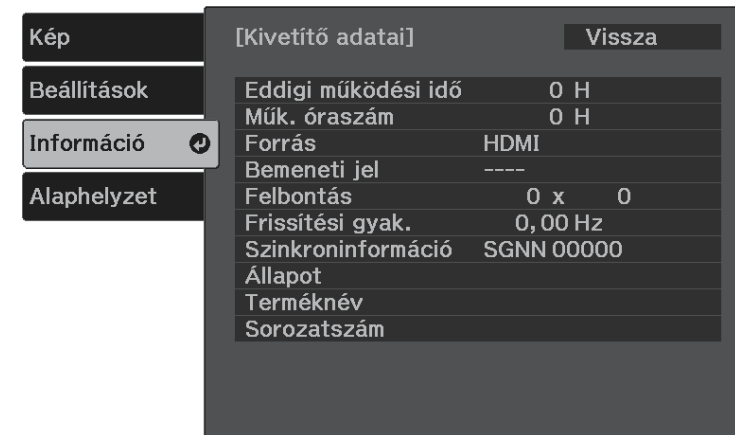 Kép
Beállítások
Információ
Alaphelyzet
[Kivetítő adatai] Vissza
Eddigi működési idő 0 H
Műk. óraszám 0 H
Forrás HDMI
Bemeneti jel ----
Felbontás 0 x 0
Frissítési gyak. 0,00 Hz
Szinkroninformáció SGNN 00000
Állapot
Terméknév
Sorozatszám